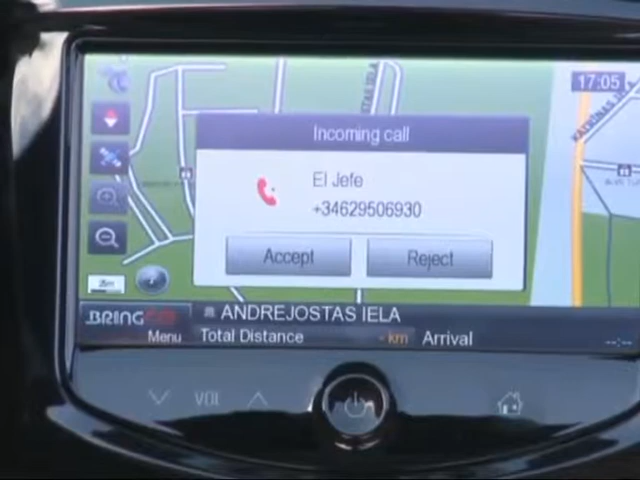 17:05
Incoming call
El Jefe
+34629506930
Accept
Reject
ANDREJOSTAS IELA
BRINGGO
Menu
Total Distance
- km
Arrival
--:--
VOL